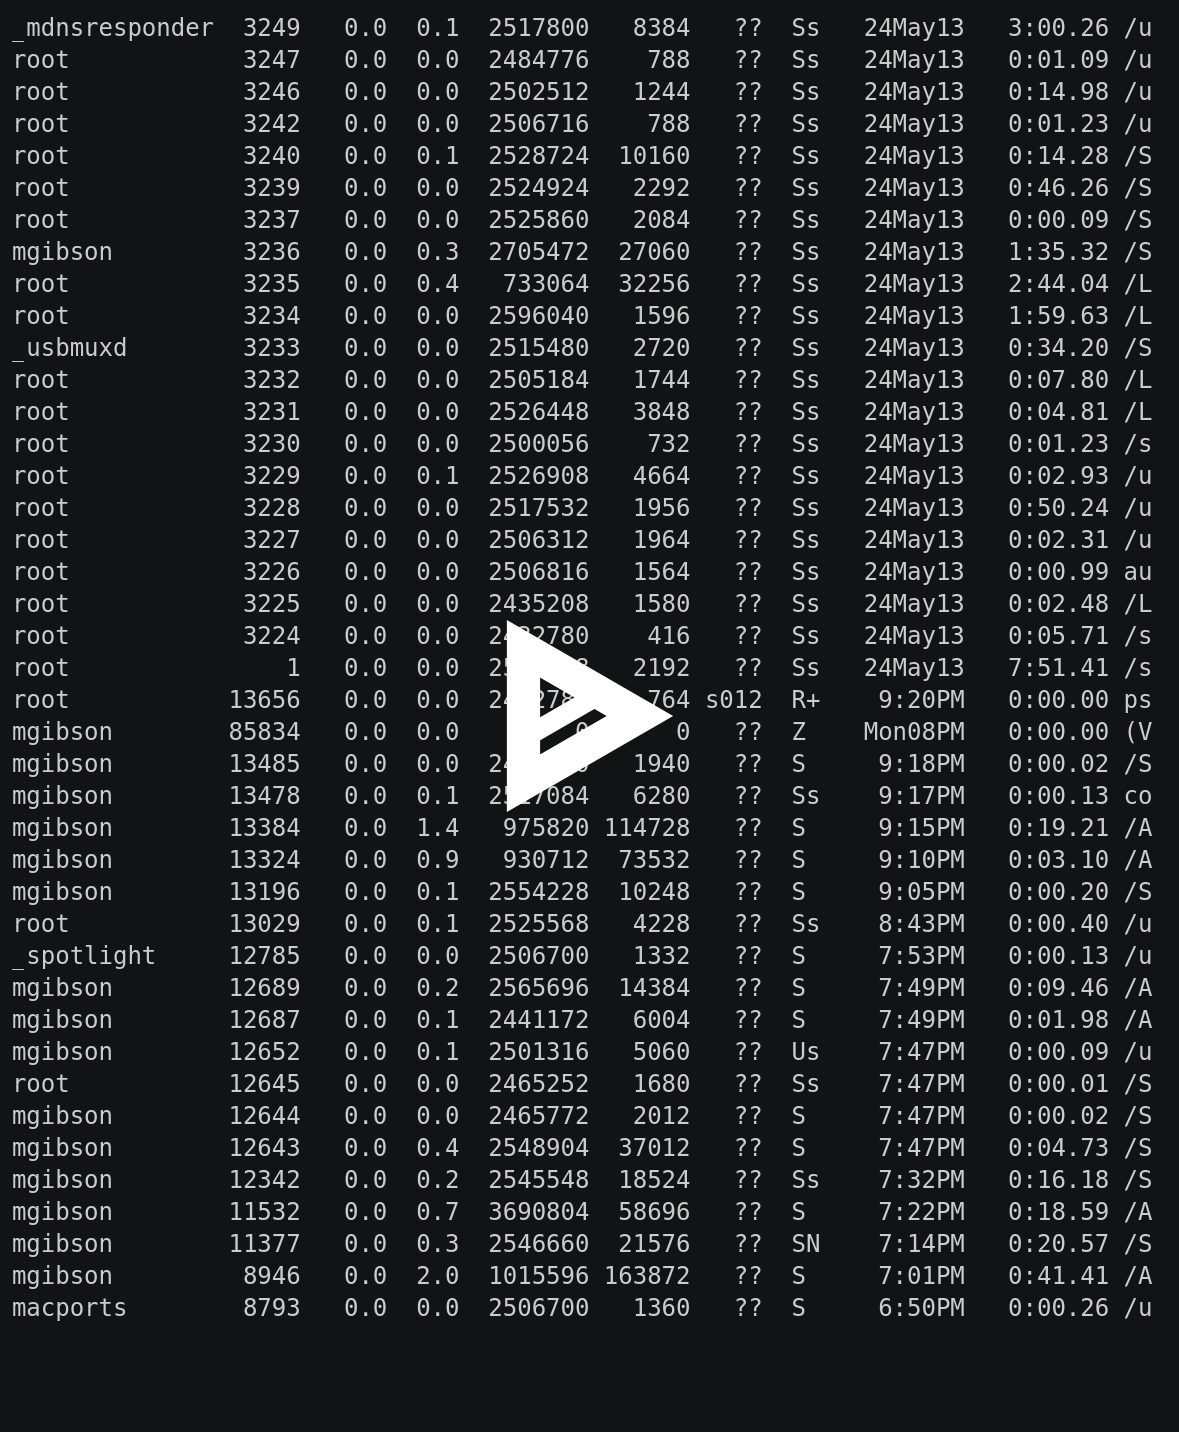 _mdnsresponder 3249 0.0 0.1 2517800 8384 ?? Ss 24May13 3:00.26 /u
root 3247 0.0 0.0 2484776 788 ?? Ss 24May13 0:01.09 /u
root 3246 0.0 0.0 2502512 1244 ?? Ss 24May13 0:14.98 /u
root 3242 0.0 0.0 2506716 788 ?? Ss 24May13 0:01.23 /u
root 3240 0.0 0.1 2528724 10160 ?? Ss 24May13 0:14.28 /S
root 3239 0.0 0.0 2524924 2292 ?? Ss 24May13 0:46.26 /S
root 3237 0.0 0.0 2525860 2084 ?? Ss 24May13 0:00.09 /S
mgibson 3236 0.0 0.3 2705472 27060 ?? Ss 24May13 1:35.32 /S
root 3235 0.0 0.4 733064 32256 ?? Ss 24May13 2:44.04 /L
root 3234 0.0 0.0 2596040 1596 ?? Ss 24May13 1:59.63 /L
_usbmuxd 3233 0.0 0.0 2515480 2720 ?? Ss 24May13 0:34.20 /S
root 3232 0.0 0.0 2505184 1744 ?? Ss 24May13 0:07.80 /L
root 3231 0.0 0.0 2526448 3848 ?? Ss 24May13 0:04.81 /L
root 3230 0.0 0.0 2500056 732 ?? Ss 24May13 0:01.23 /s
root 3229 0.0 0.1 2526908 4664 ?? Ss 24May13 0:02.93 /u
root 3228 0.0 0.0 2517532 1956 ?? Ss 24May13 0:50.24 /u
root 3227 0.0 0.0 2506312 1964 ?? Ss 24May13 0:02.31 /u
root 3226 0.0 0.0 2506816 1564 ?? Ss 24May13 0:00.99 au
root 3225 0.0 0.0 2435208 1580 ?? Ss 24May13 0:02.48 /L
root 3224 0.0 0.0 416 ?? Ss 24May13 0:05.71 /s
root 1 0.0 0.0 2192 ?? Ss 24May13 7:51.41 /s
root 13656 0.0 0.0 764 s012 R+ 9:20PM 0:00.00 ps
mgibson 85834 0.0 0.0 0 0 ?? Z Mon08PM 0:00.00 (V
mgibson 13485 0.0 0.0 1940 ?? S 9:18PM 0:00.02 /S
mgibson 13478 0.0 0.1 6280 ?? Ss 9:17PM 0:00.13 co
mgibson 13384 0.0 1.4 975820 114728 ?? S 9:15PM 0:19.21 /A
mgibson 13324 0.0 0.9 930712 73532 ?? S 9:10PM 0:03.10 /A
mgibson 13196 0.0 0.1 2554228 10248 ?? S 9:05PM 0:00.20 /S
root 13029 0.0 0.1 2525568 4228 ?? Ss 8:43PM 0:00.40 /u
_spotlight 12785 0.0 0.0 2506700 1332 ?? S 7:53PM 0:00.13 /u
mgibson 12689 0.0 0.2 2565696 14384 ?? S 7:49PM 0:09.46 /A
mgibson 12687 0.0 0.1 2441172 6004 ?? S 7:49PM 0:01.98 /A
mgibson 12652 0.0 0.1 2501316 5060 ?? Us 7:47PM 0:00.09 /u
root 12645 0.0 0.0 2465252 1680 ?? Ss 7:47PM 0:00.01 /S
mgibson 12644 0.0 0.0 2465772 2012 ?? S 7:47PM 0:00.02 /S
mgibson 12643 0.0 0.4 2548904 37012 ?? S 7:47PM 0:04.73 /S
mgibson 12342 0.0 0.2 2545548 18524 ?? Ss 7:32PM 0:16.18 /S
mgibson 11532 0.0 0.7 3690804 58696 ?? S 7:22PM 0:18.59 /A
mgibson 11377 0.0 0.3 2546660 21576 ?? SN 7:14PM 0:20.57 /S
mgibson 8946 0.0 2.0 1015596 163872 ?? S 7:01PM 0:41.41 /A
macports 8793 0.0 0.0 2506700 1360 ?? S 6:50PM 0:00.26 /u